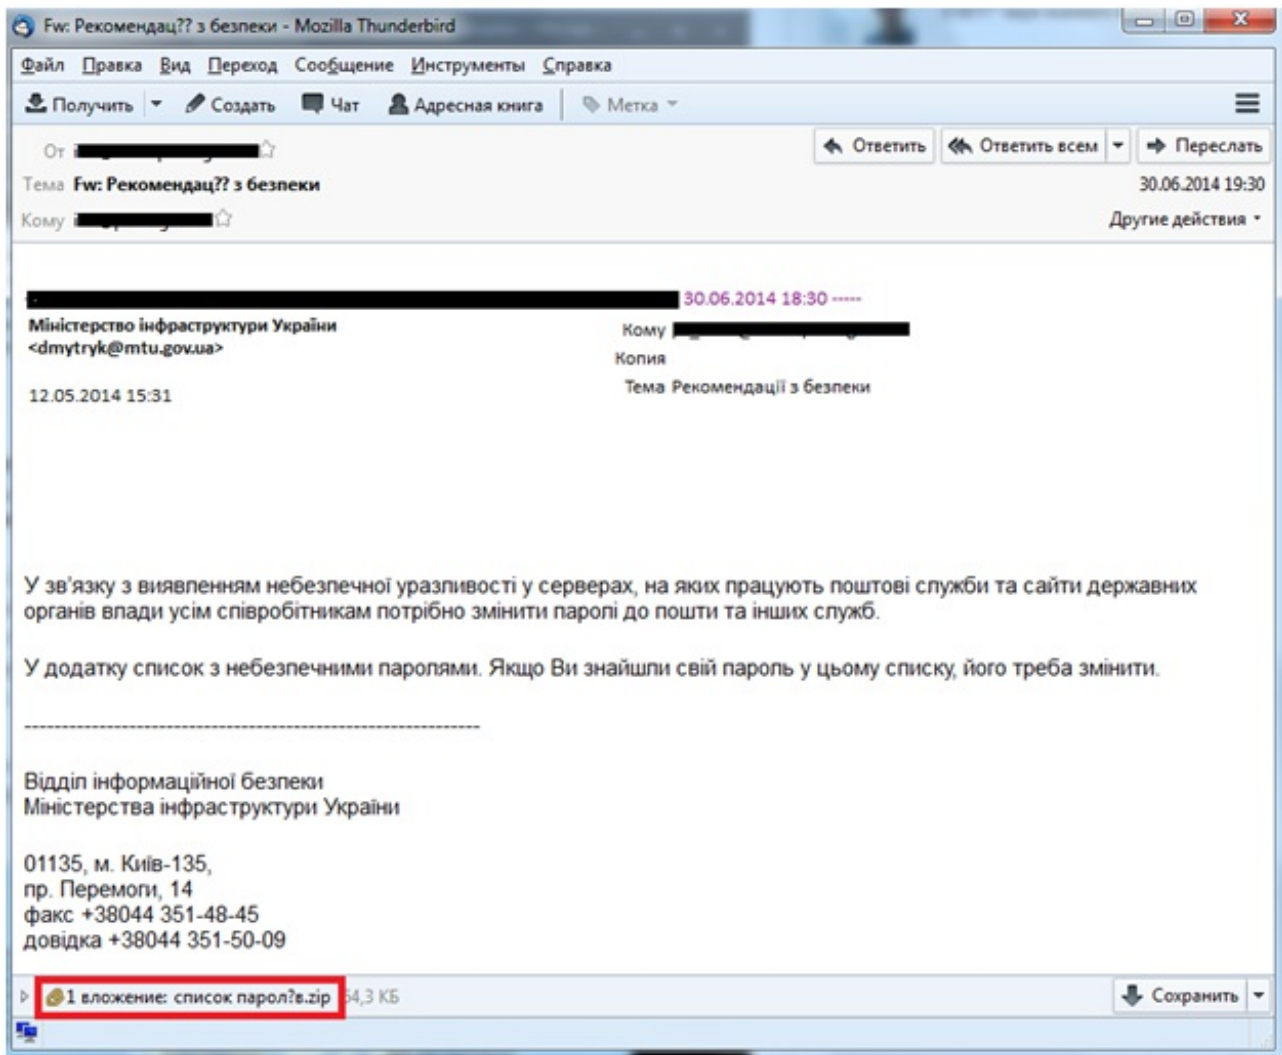 Fw: Рекомендац?? з безпеки - Mozilla Thunderbird
Файл Правка Вид Переход Сообщение Инструменты Справка
Получить Создать Чат Адресная книга Метка
От Ответить Ответить всем Переслать
Тема Fw: Рекомендац?? з безпеки 30.06.2014 19:30
Кому Другие действия
30.06.2014 18:30 -----
Міністерство інфраструктури України
<dmytryk@mtu.gov.ua>
12.05.2014 15:31
Кому
Копия
Тема Рекомендації з безпеки
У зв'язку з виявленням небезпечної уразливості у серверах, на яких працують поштові служби та сайти державних
органів влади усім співробітникам потрібно змінити паролі до пошти та інших служб.
У додатку список з небезпечними паролями. Якщо Ви знайшли свій пароль у цьому списку, його треба змінити.
-----------------------------------------------------------------
Відділ інформаційної безпеки
Міністерства інфраструктури України
01135, м. Київ-135,
пр. Перемоги, 14
факс +38044 351-48-45
довідка +38044 351-50-09
1 вложение: список парол?в.zip 54,3 КБ Сохранить